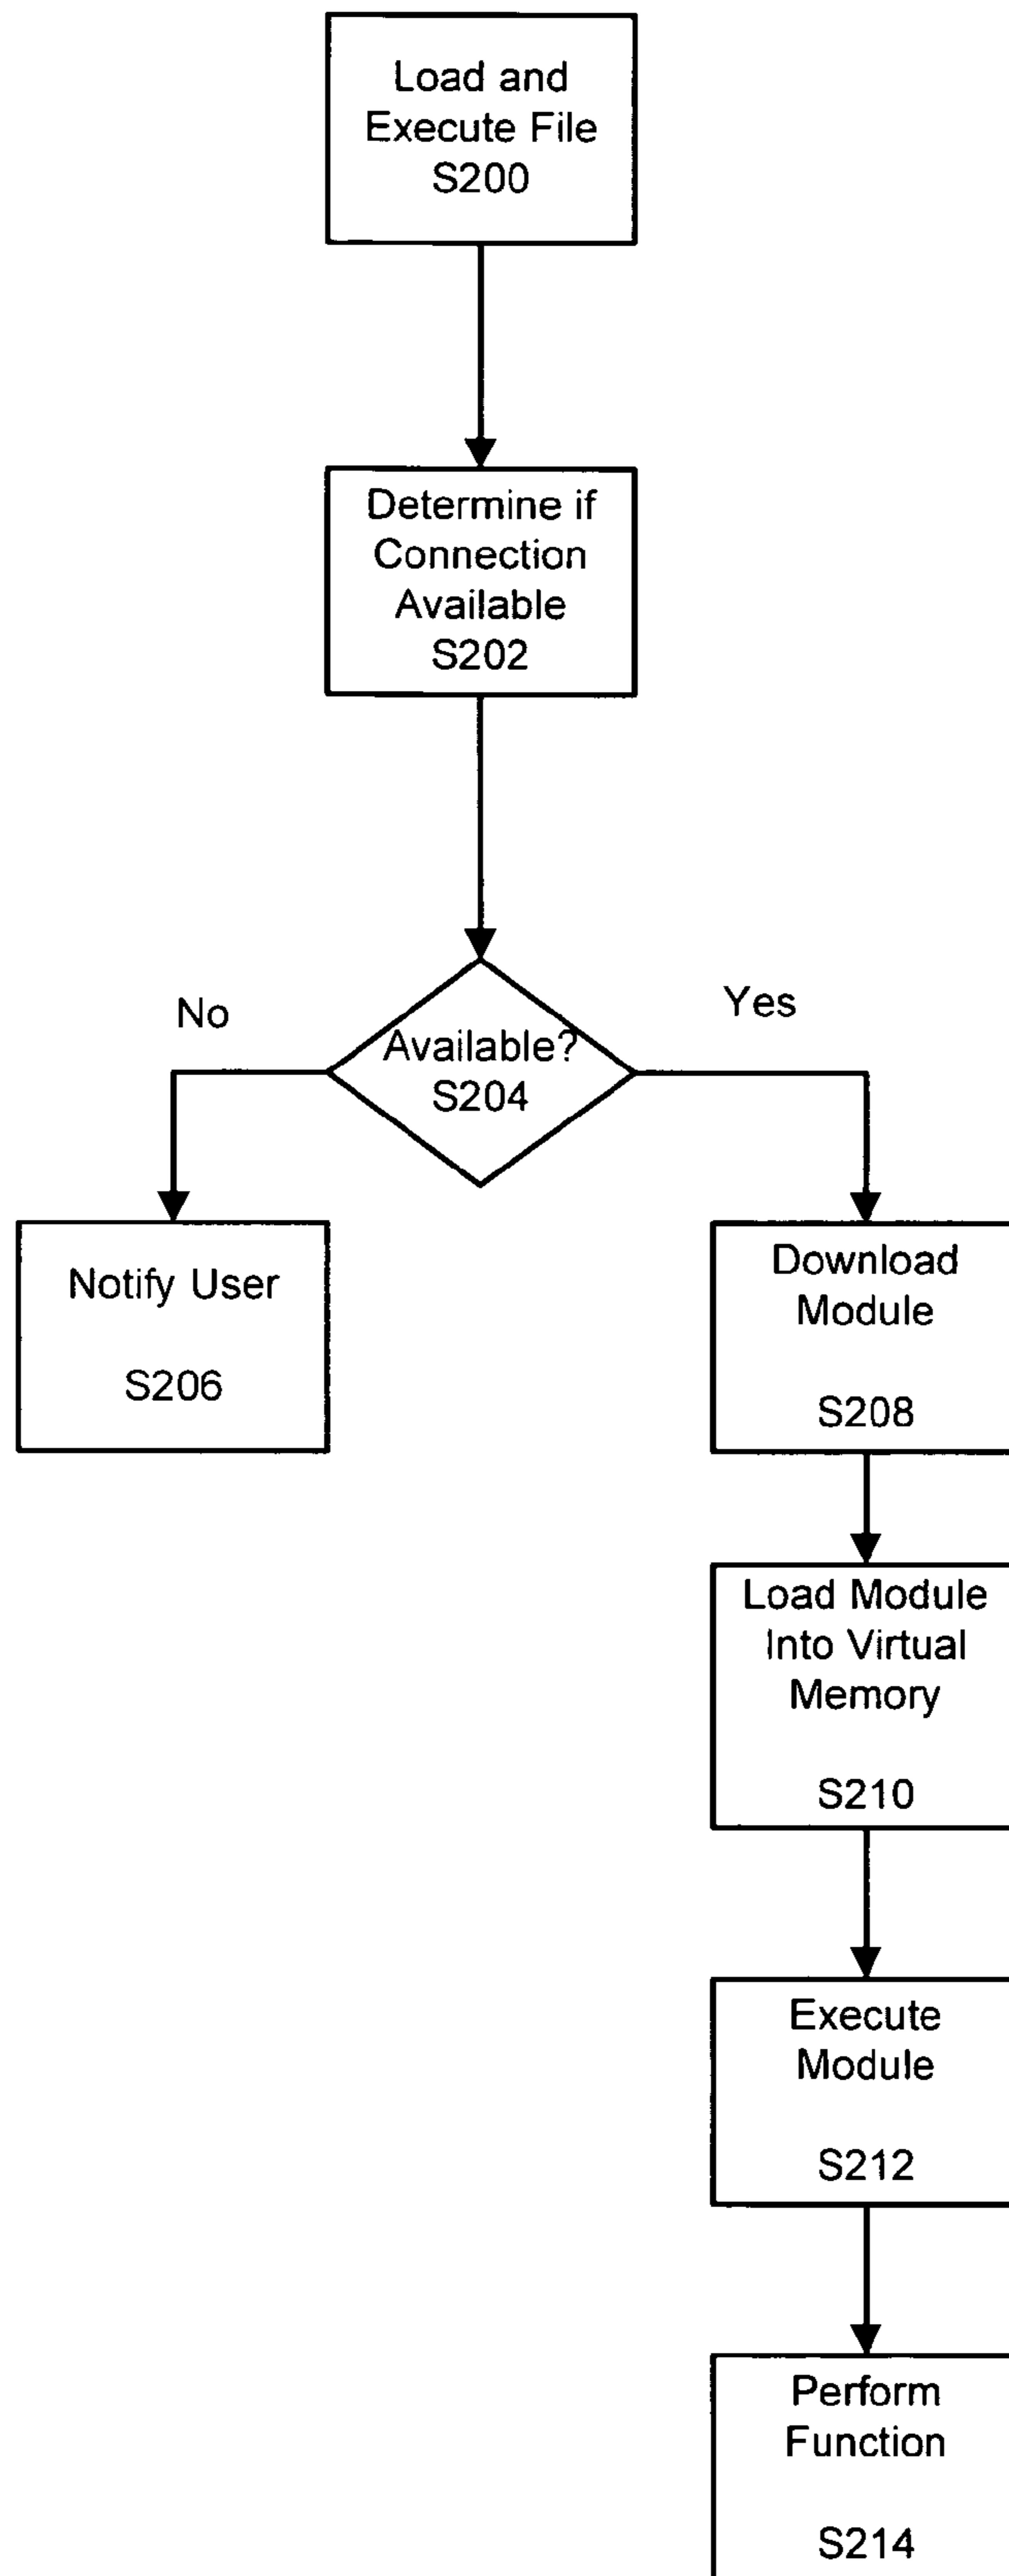 Load and
Execute File
S200
Determine if
Connection
Available
S202
No
Yes
Available?
S204
Notify User
S206
Download
Module
S208
Load Module
Into Virtual
Memory
S210
Execute
Module
S212
Perform
Function
S214